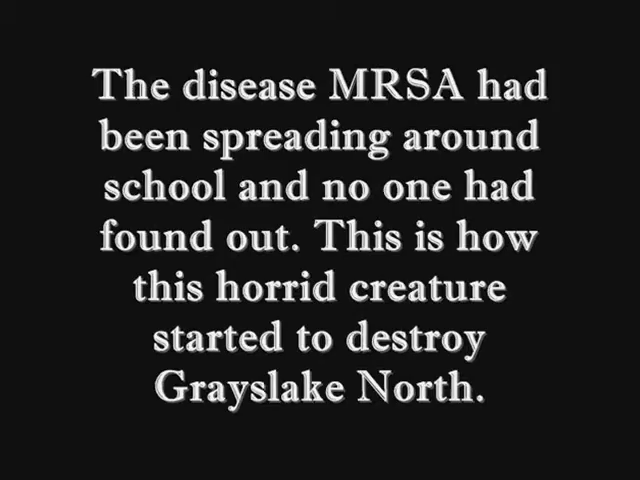 The disease MRSA had
been spreading around
school and no one had
found out. This is how
this horrid creature
started to destroy
Grayslake North.